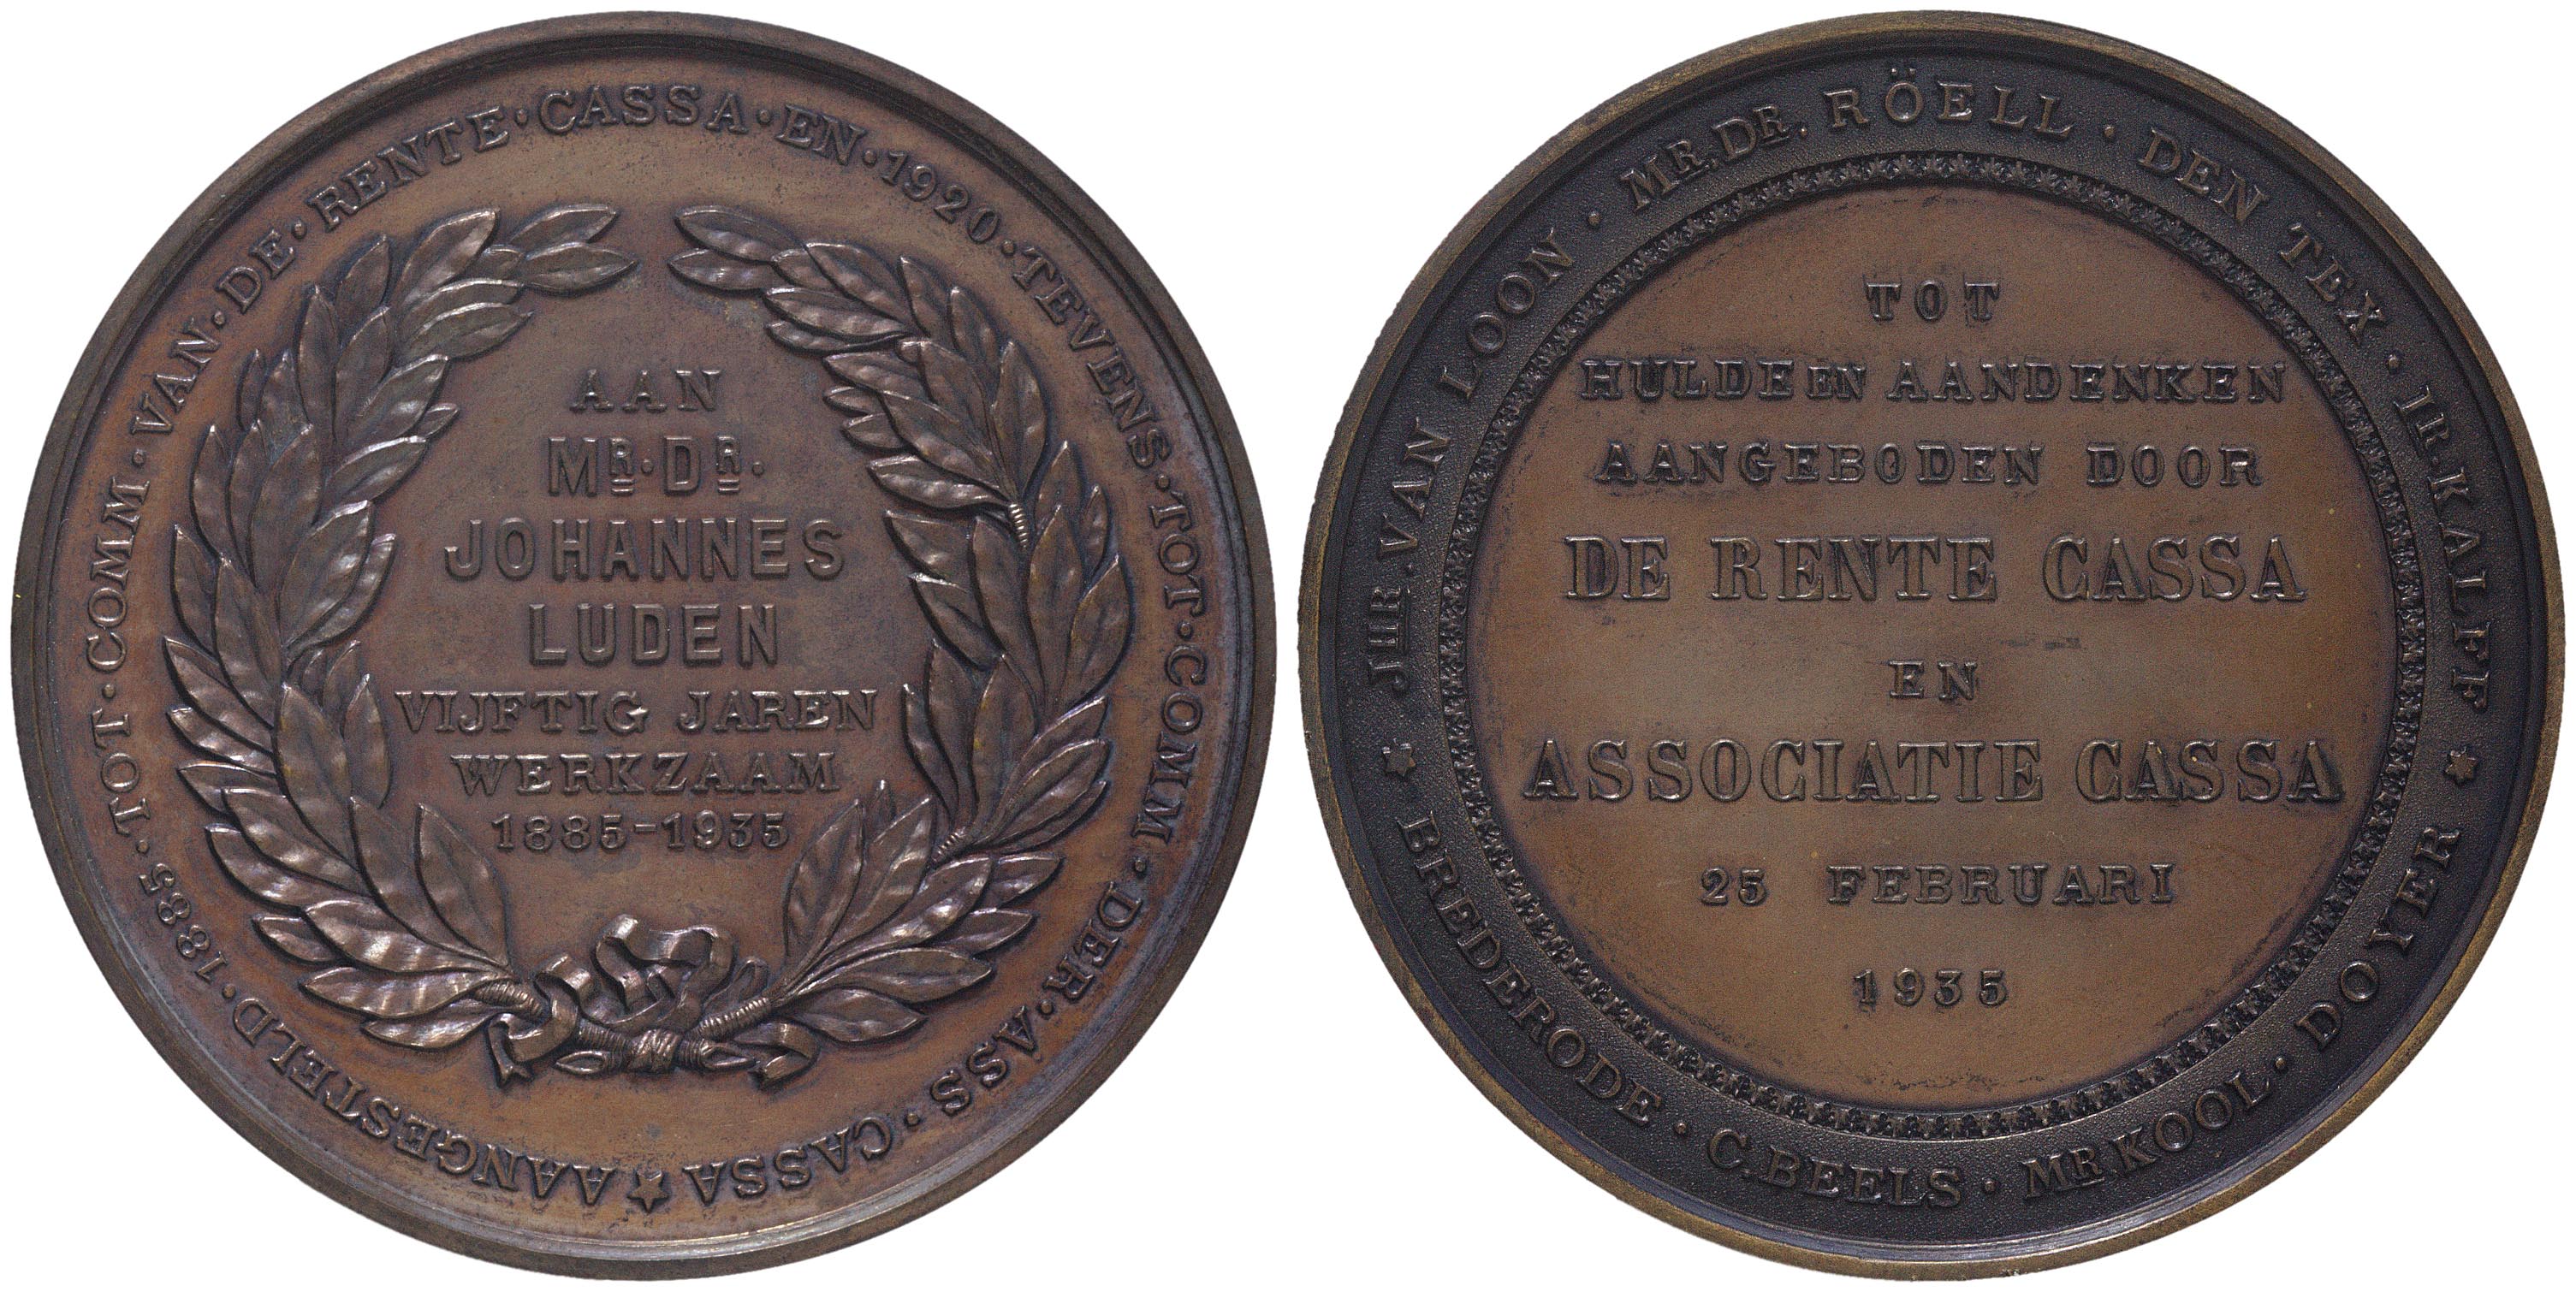 AANGESTELD · 1885 · TOT · COMM · VAN · DE · RENTE · CASSA · EN · 1920 · TEVENS · TOT · COMM · DER · ASS · CASSA
AAN
MR. DR.
JOHANNES
LUDEN
VIJFTIG JAREN
WERKZAAM
1885-1935
JHR. VAN LOON · MR. DR. RÖELL · DEN TEX · IR. KALFF
BREDERODE · C. BEELS · MR KOOL · DOYER
TOT
HULDE EN AANDENKEN
AANGEBODEN DOOR
DE RENTE CASSA
EN
ASSOCIATIE CASSA
25 FEBRUARI
1935